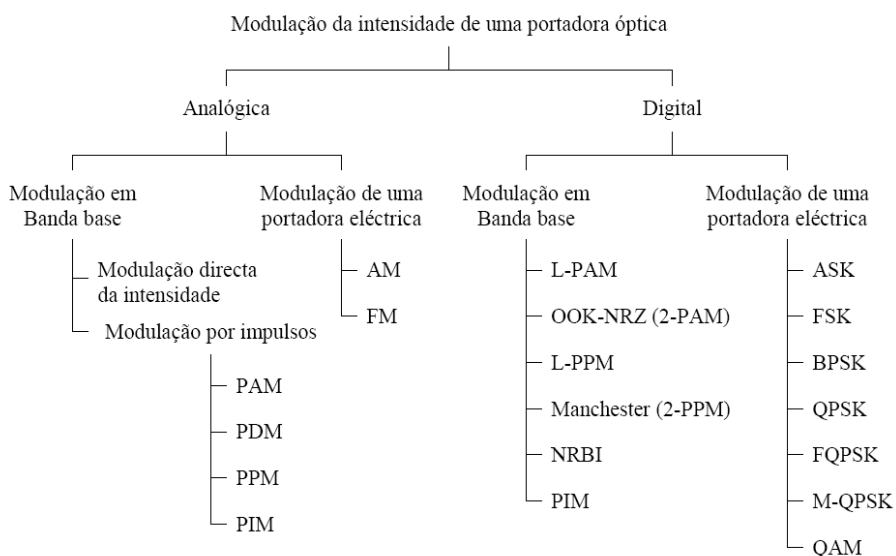 Modulação da intensidade de uma portadora óptica
Analógica
Digital
Modulação em
Banda base
Modulação de uma
portadora eléctrica
Modulação em
Banda base
Modulação de uma
portadora eléctrica
Modulação directa
da intensidade
Modulação por impulsos
PAM
PDM
PPM
PIM
AM
FM
L-PAM
OOK-NRZ (2-PAM)
L-PPM
Manchester (2-PPM)
NRBI
PIM
ASK
FSK
BPSK
QPSK
FQPSK
M-QPSK
QAM